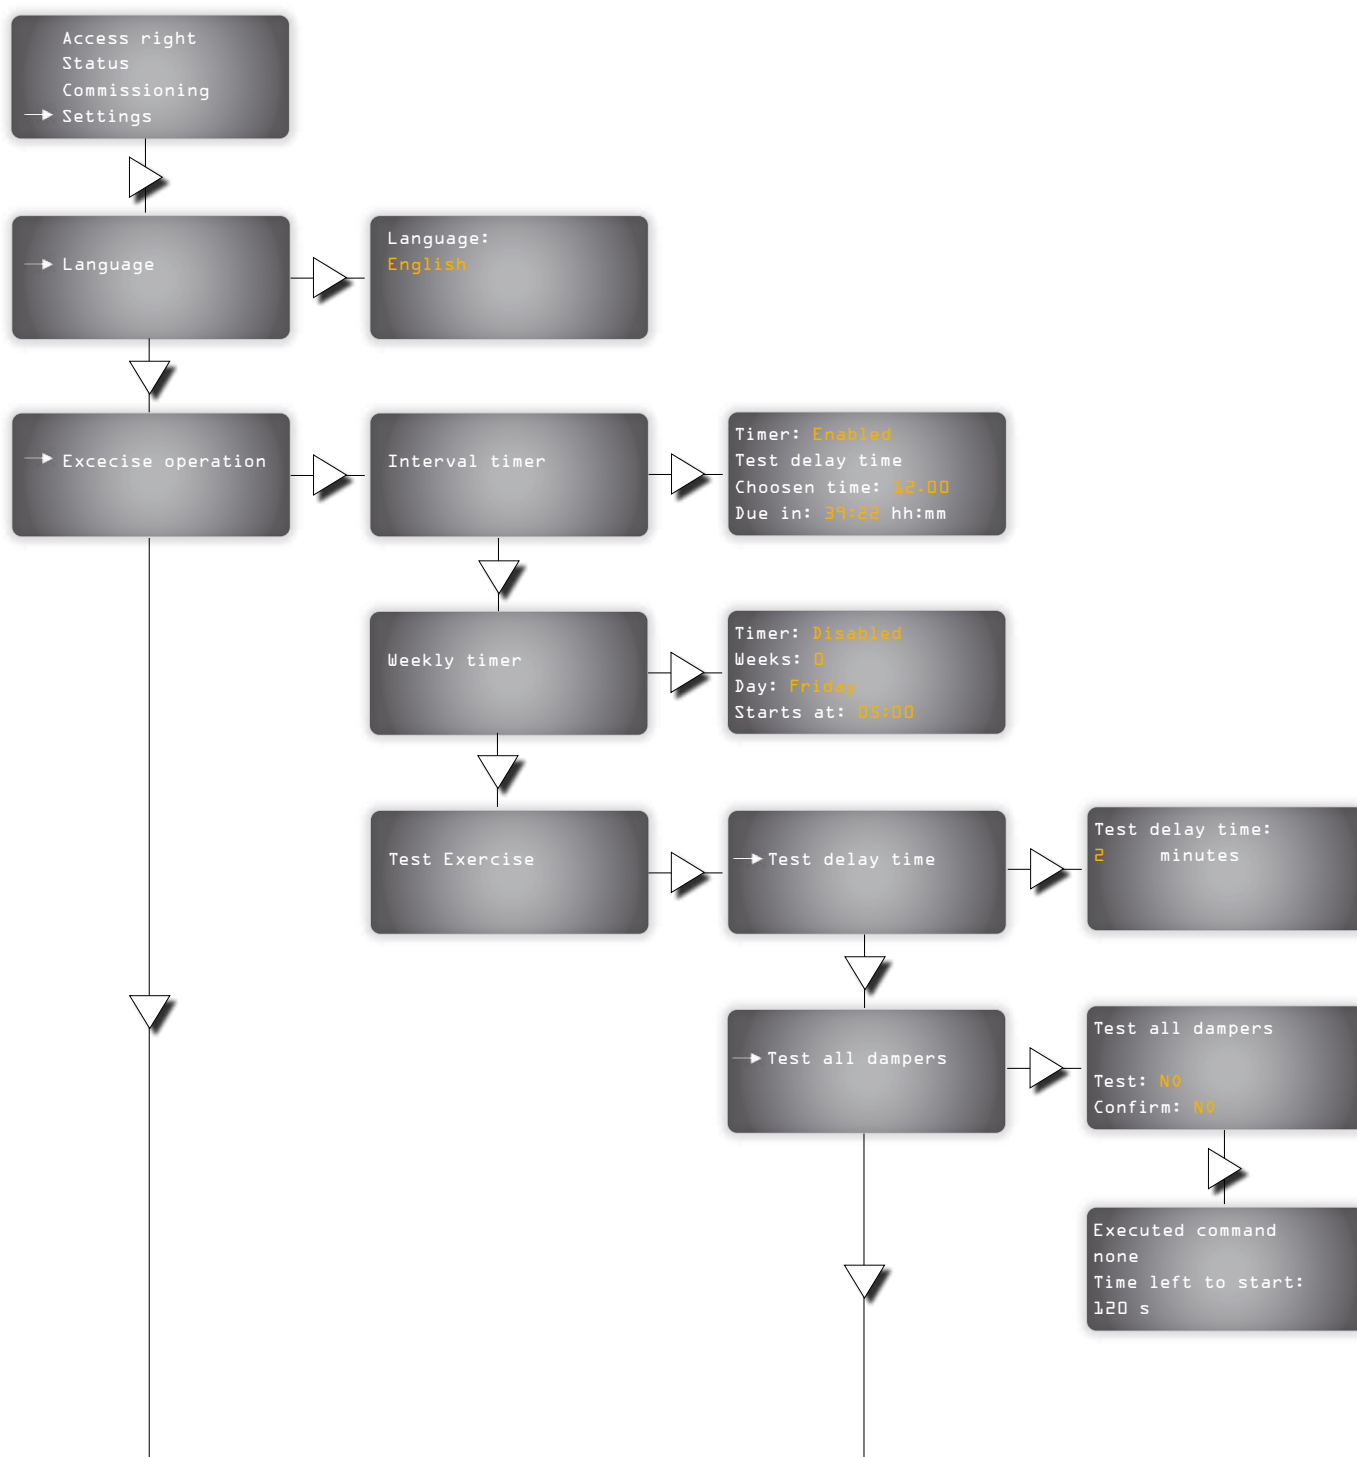 Access right
Status
Commissioning
Settings
Language
Language:
English
Excecise operation
Interval timer
Timer: Enabled
Test delay time
Choosen time: 12.00
Due in: 39:22 hh:mm
Weekly timer
Timer: Disabled
Weeks: 0
Day: Friday
Starts at: 05:00
Test Exercise
Test delay time
Test delay time:
2 minutes
Test all dampers
Test all dampers
Test: NO
Confirm: NO
Executed command
none
Time left to start:
120 s